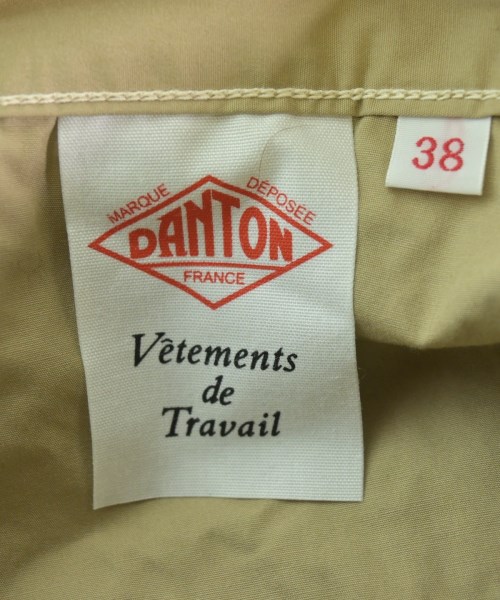 MARQUE DÉPOSÉE
DANTON
FRANCE
Vêtements
de
Travail
38